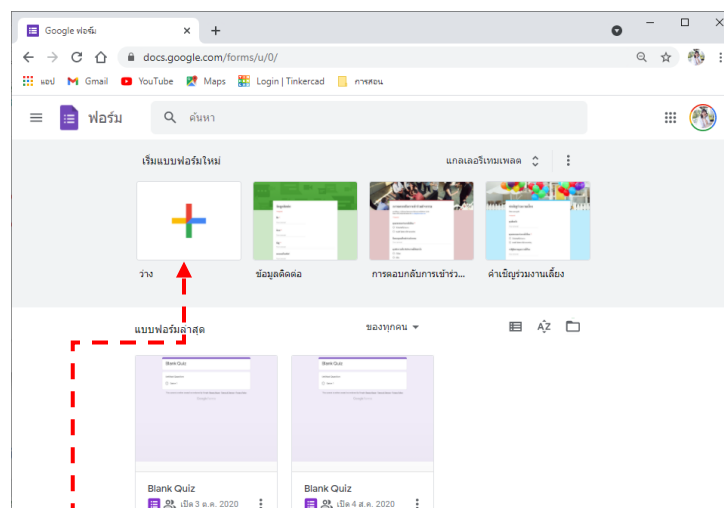 Google ฟอร์ม
docs.google.com/forms/u/0/
แอป Gmail YouTube Maps Login | Tinkercad การสอน
ฟอร์ม ค้นหา
เริ่มแบบฟอร์มใหม่ แกลเลอรีเทมเพลต
ว่าง ข้อมูลติดต่อ การตอบกลับการเข้าร่ว... คำเชิญร่วมงานเลี้ยง
แบบฟอร์มล่าสุด ของทุกคน AZ
Blank Quiz Blank Quiz
Blank Quiz Blank Quiz
เปิด 3 ต.ค. 2020 เปิด 4 ส.ค. 2020